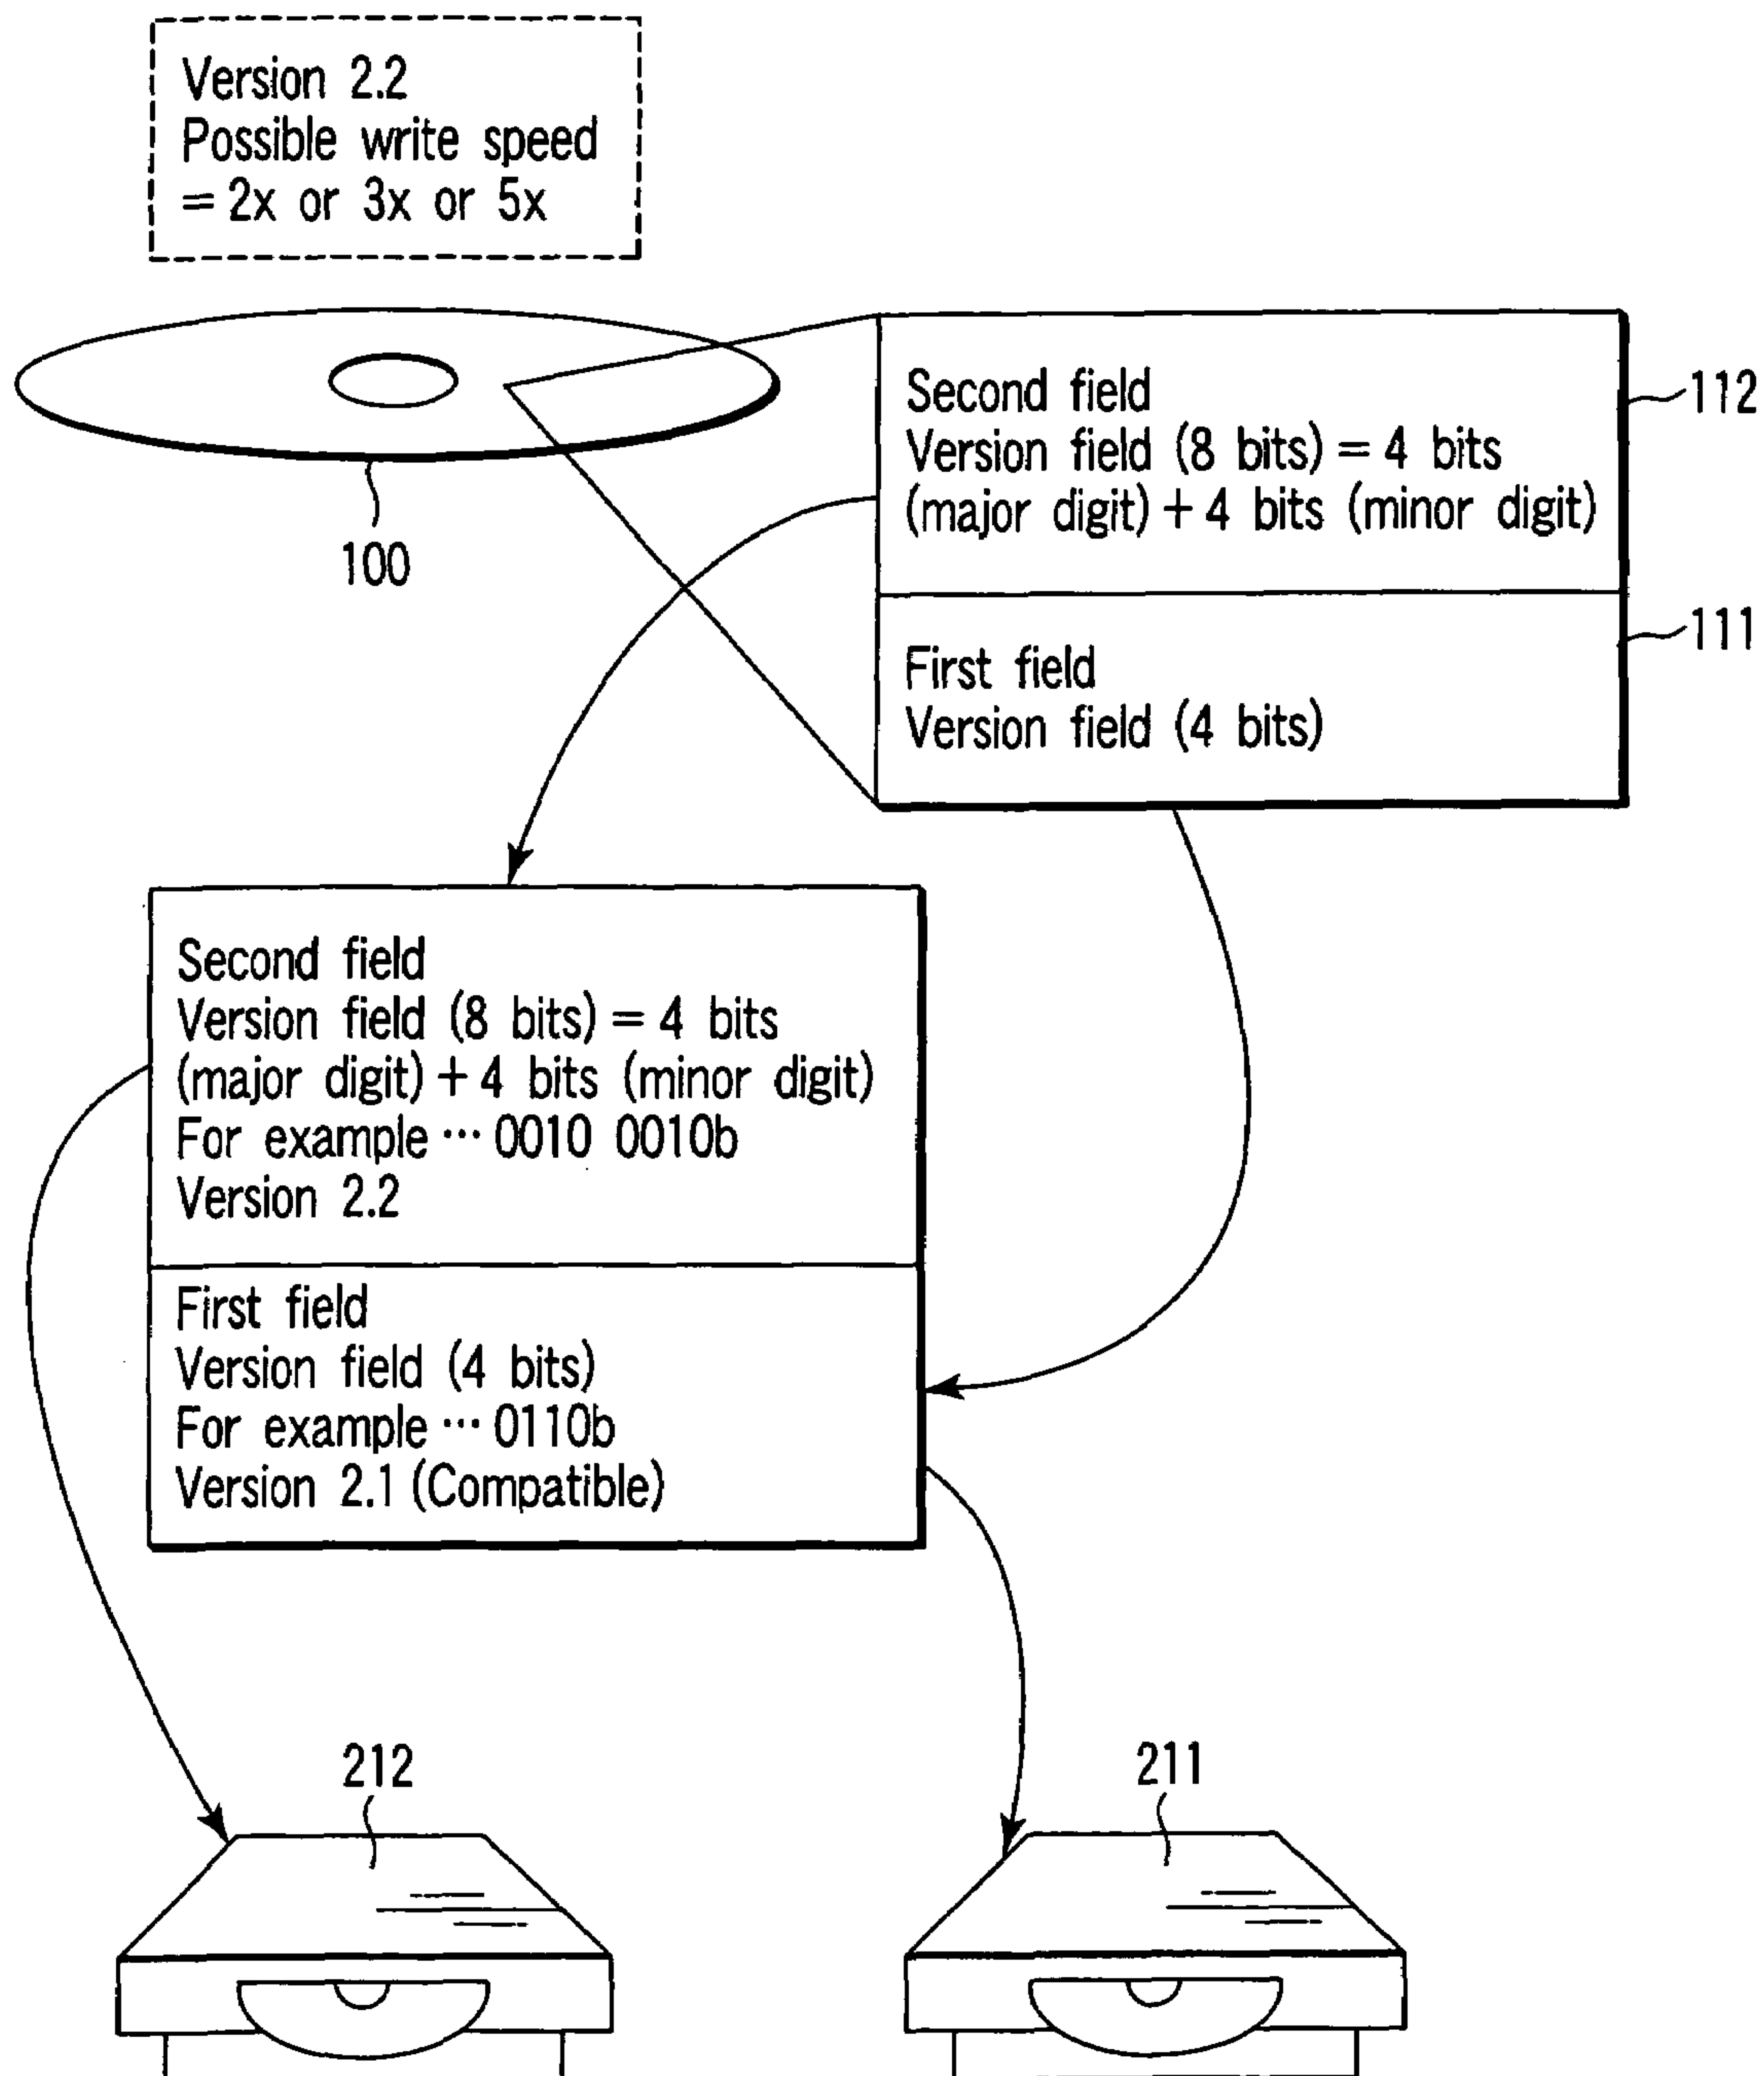 Version 2.2
Possible write speed
= 2x or 3x or 5x
Second field
Version field (8 bits) = 4 bits
(major digit) + 4 bits (minor digit)
112
First field
Version field (4 bits)
111
100
Second field
Version field (8 bits) = 4 bits
(major digit) + 4 bits (minor digit)
For example ··· 0010 0010b
Version 2.2
First field
Version field (4 bits)
For example ··· 0110b
Version 2.1 (Compatible)
212
211